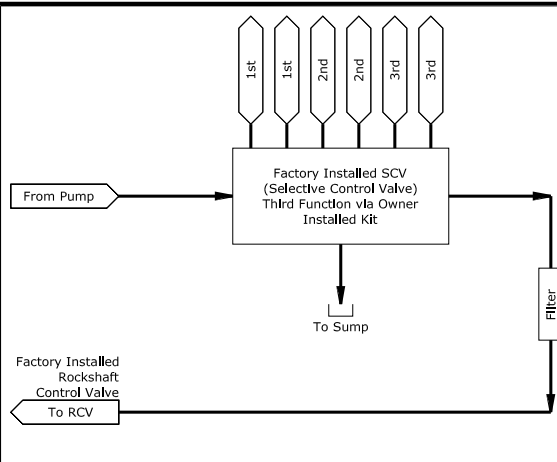 1st
1st
2nd
2nd
3rd
3rd
Factory Installed SCV
(Selective Control Valve)
Third Function via Owner
Installed Kit
From Pump
To Sump
Filter
Factory Installed
Rockshaft
Control Valve
To RCV